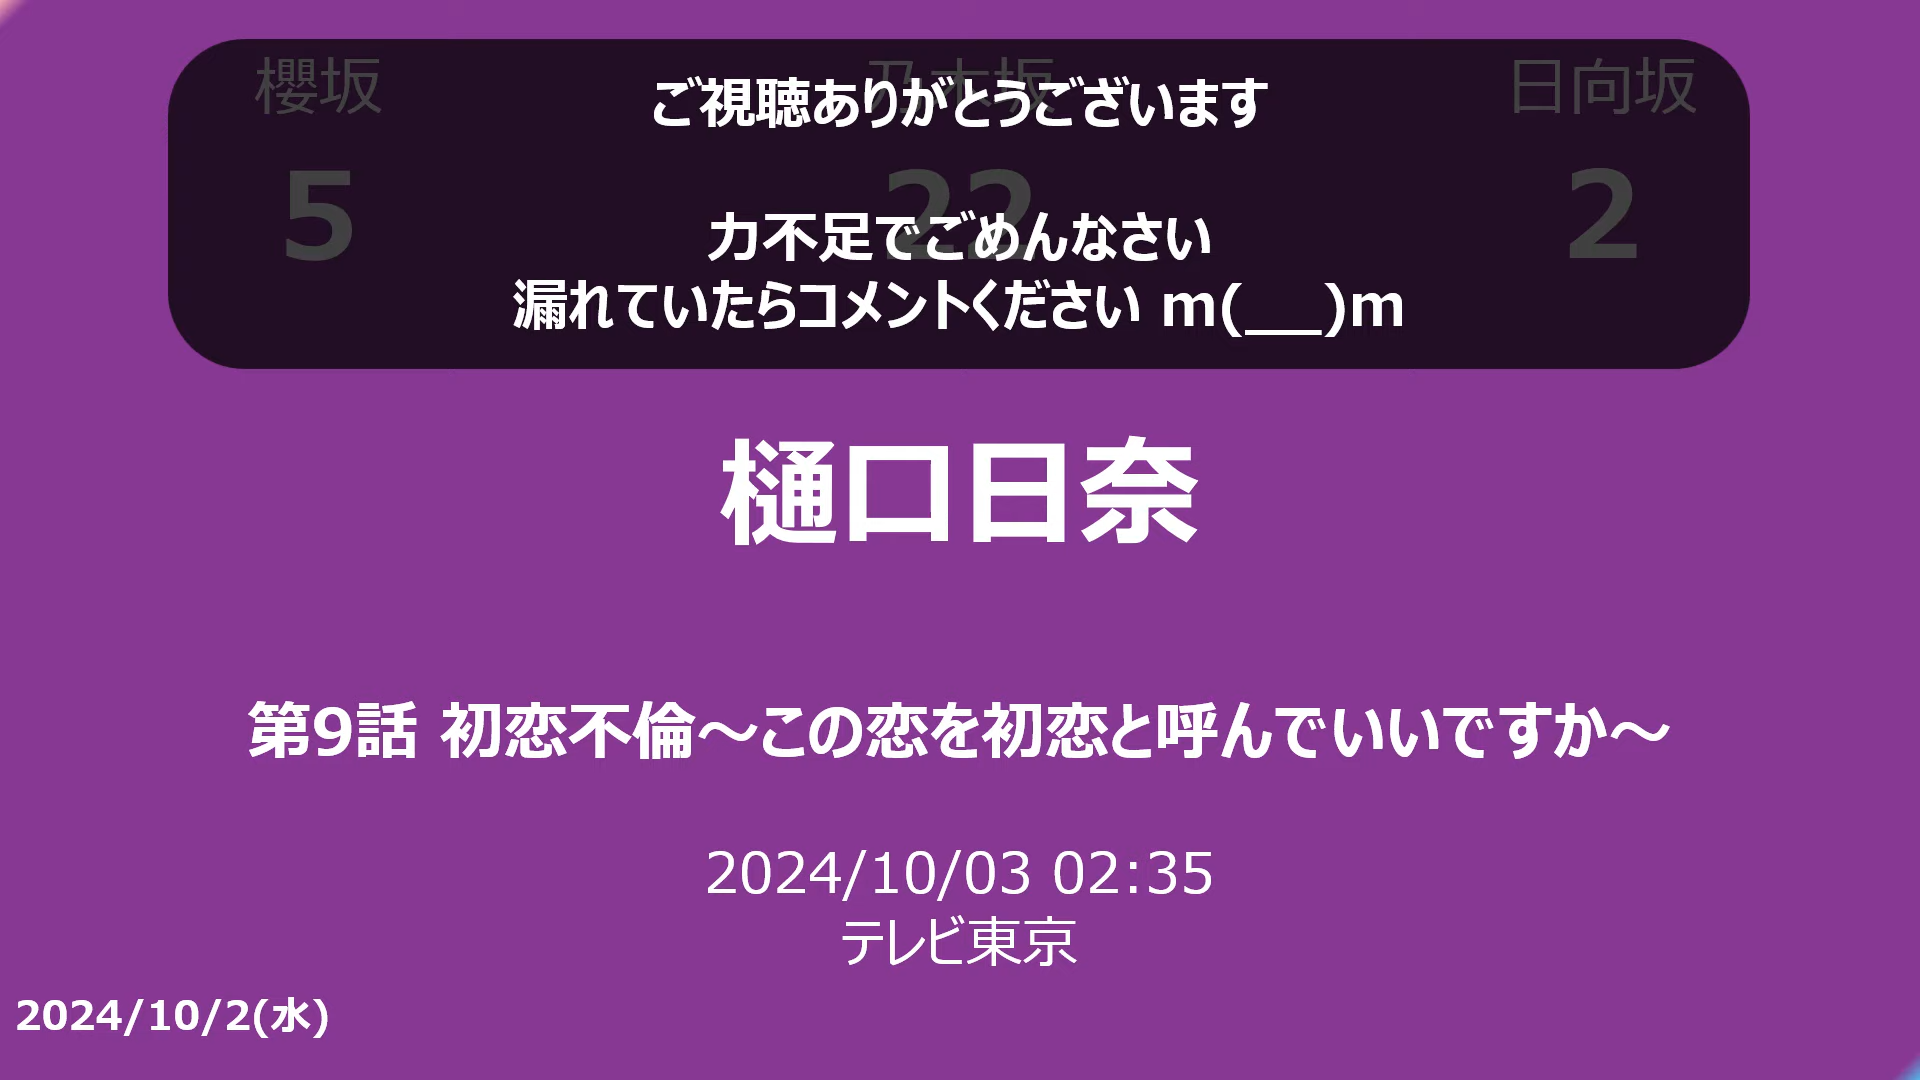 櫻坂 乃木坂 日向坂
ご視聴ありがとうございます
5 22 2
力不足でごめんなさい
漏れていたらコメントください m(__)m
樋口日奈
第9話 初恋不倫～この恋を初恋と呼んでいいですか～
2024/10/03 02:35
テレビ東京
2024/10/2(水)